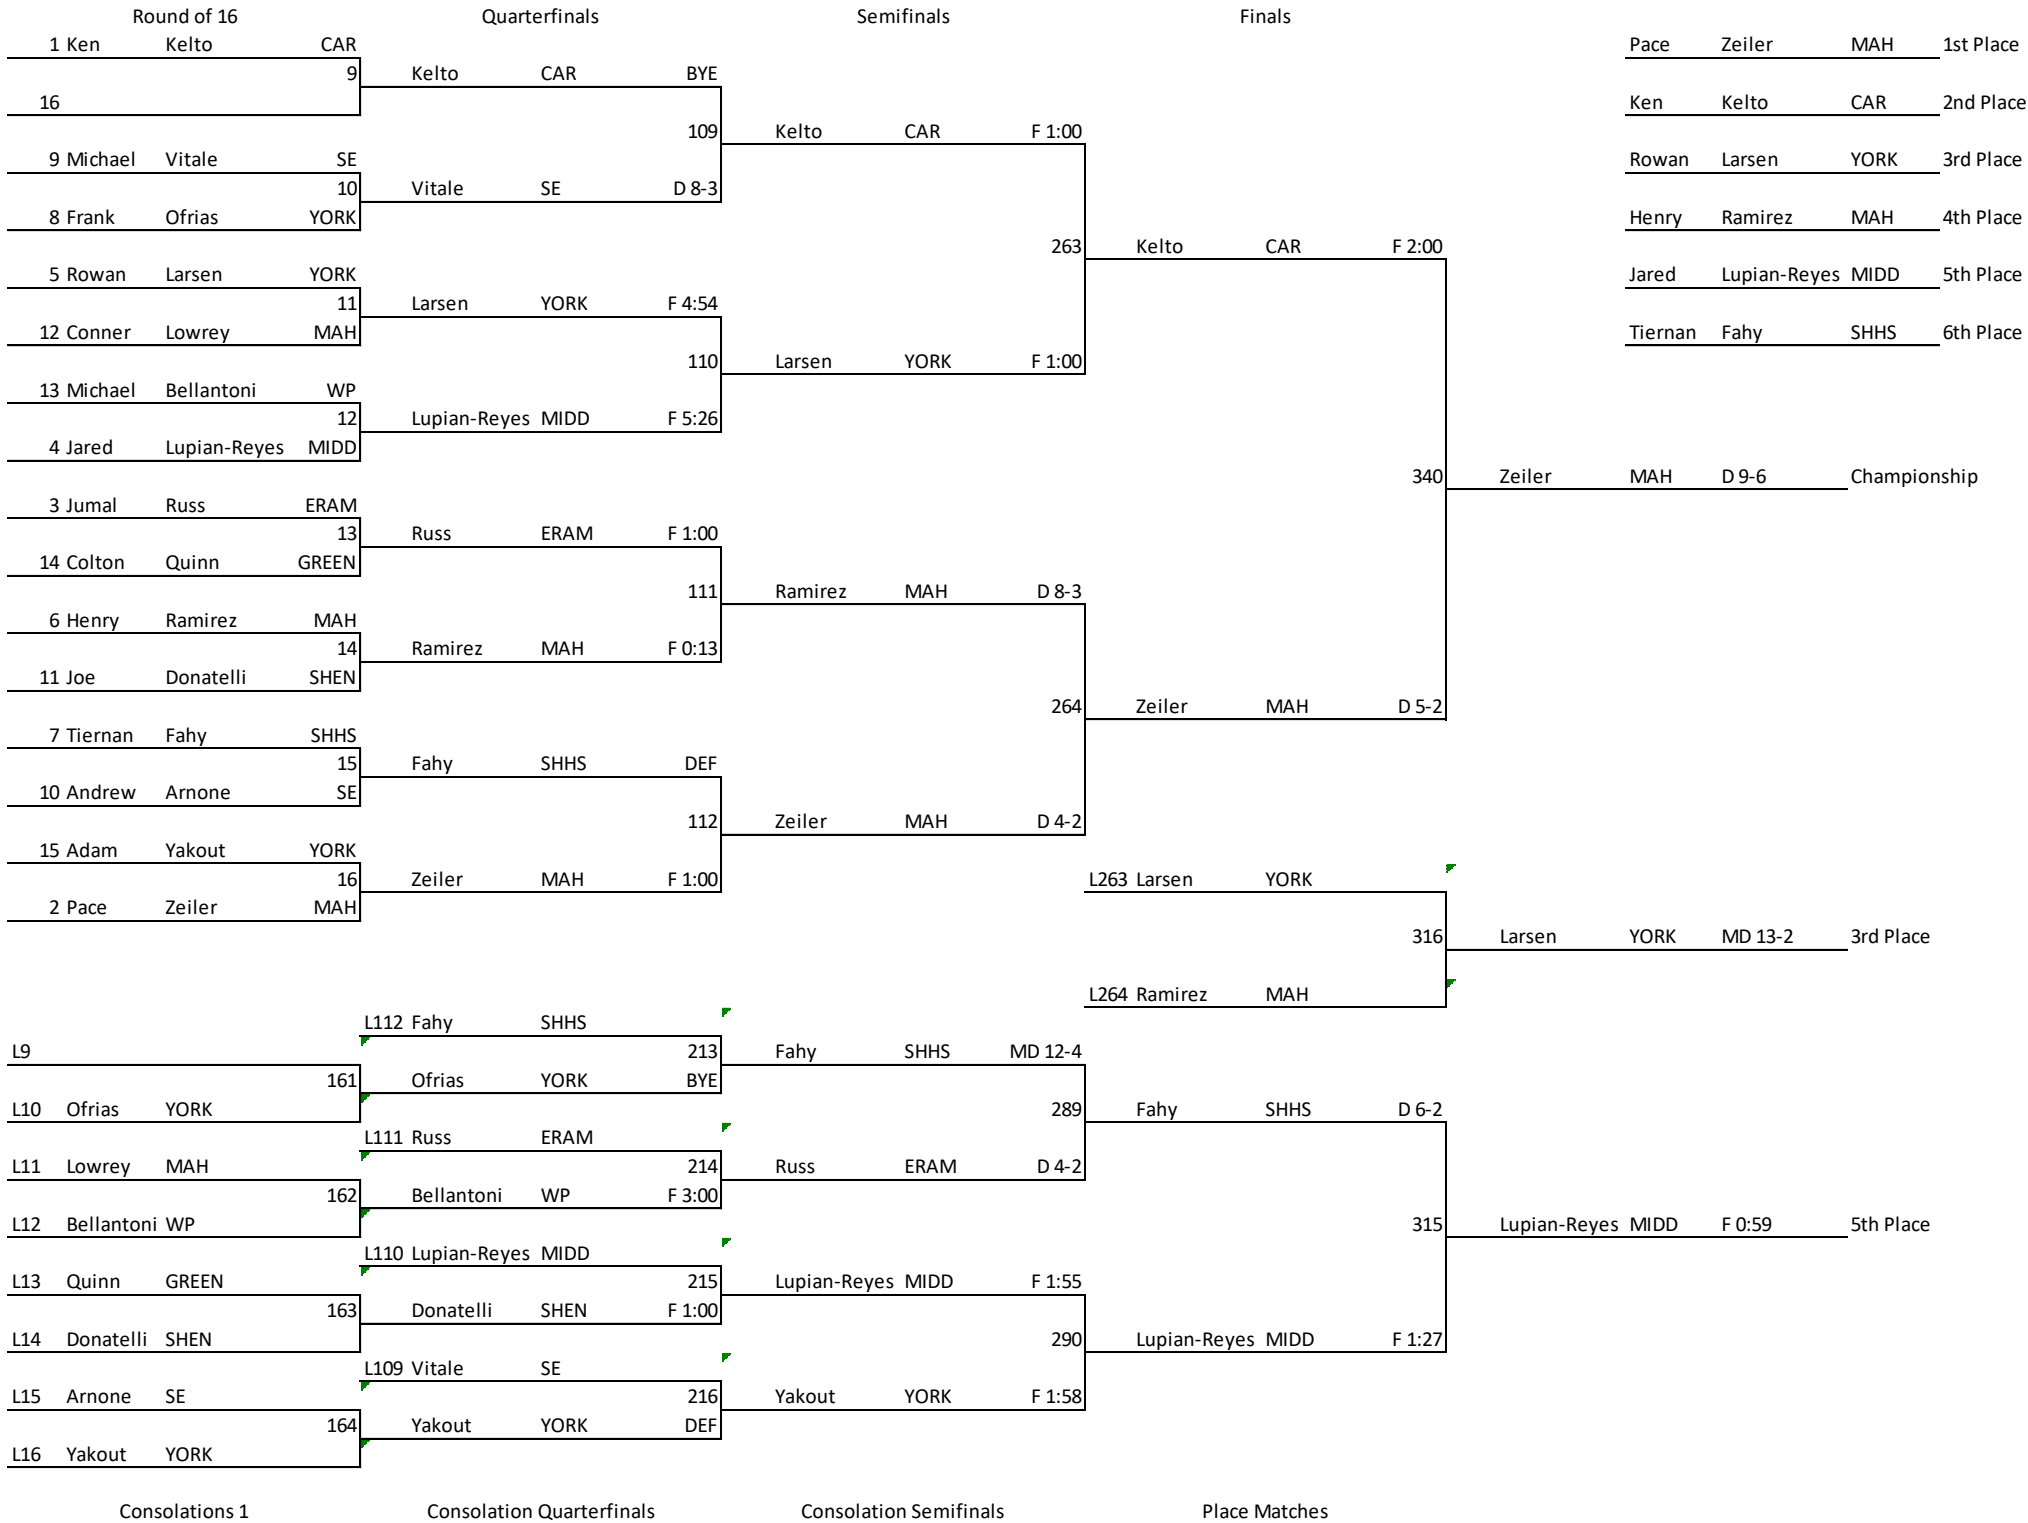 Round of 16 Quarterfinals Semifinals Finals
1 Ken Kelto CAR Pace Zeiler MAH 1st Place
9 Kelto CAR BYE
16 Ken Kelto CAR 2nd Place
109 Kelto CAR F 1:00
9 Michael Vitale SE Rowan Larsen YORK 3rd Place
10 Vitale SE D 8-3
8 Frank Ofrias YORK Henry Ramirez MAH 4th Place
263 Kelto CAR F 2:00
5 Rowan Larsen YORK Jared Lupian-Reyes MIDD 5th Place
11 Larsen YORK F 4:54
12 Conner Lowrey MAH Tiernan Fahy SHHS 6th Place
110 Larsen YORK F 1:00
13 Michael Bellantoni WP
12 Lupian-Reyes MIDD F 5:26
4 Jared Lupian-Reyes MIDD
340 Zeiler MAH D 9-6 Championship
3 Jumal Russ ERAM
13 Russ ERAM F 1:00
14 Colton Quinn GREEN
111 Ramirez MAH D 8-3
6 Henry Ramirez MAH
14 Ramirez MAH F 0:13
11 Joe Donatelli SHEN
264 Zeiler MAH D 5-2
7 Tiernan Fahy SHHS
15 Fahy SHHS DEF
10 Andrew Arnone SE
112 Zeiler MAH D 4-2
15 Adam Yakout YORK
16 Zeiler MAH F 1:00 L263 Larsen YORK
2 Pace Zeiler MAH
316 Larsen YORK MD 13-2 3rd Place
L264 Ramirez MAH
L112 Fahy SHHS
L9 213 Fahy SHHS MD 12-4
161 Ofrias YORK BYE
L10 Ofrias YORK 289 Fahy SHHS D 6-2
L111 Russ ERAM
L11 Lowrey MAH 214 Russ ERAM D 4-2
162 Bellantoni WP F 3:00
L12 Bellantoni WP 315 Lupian-Reyes MIDD F 0:59 5th Place
L110 Lupian-Reyes MIDD
L13 Quinn GREEN 215 Lupian-Reyes MIDD F 1:55
163 Donatelli SHEN F 1:00
L14 Donatelli SHEN 290 Lupian-Reyes MIDD F 1:27
L109 Vitale SE
L15 Arnone SE 216 Yakout YORK F 1:58
164 Yakout YORK DEF
L16 Yakout YORK
Consolations 1 Consolation Quarterfinals Consolation Semifinals Place Matches